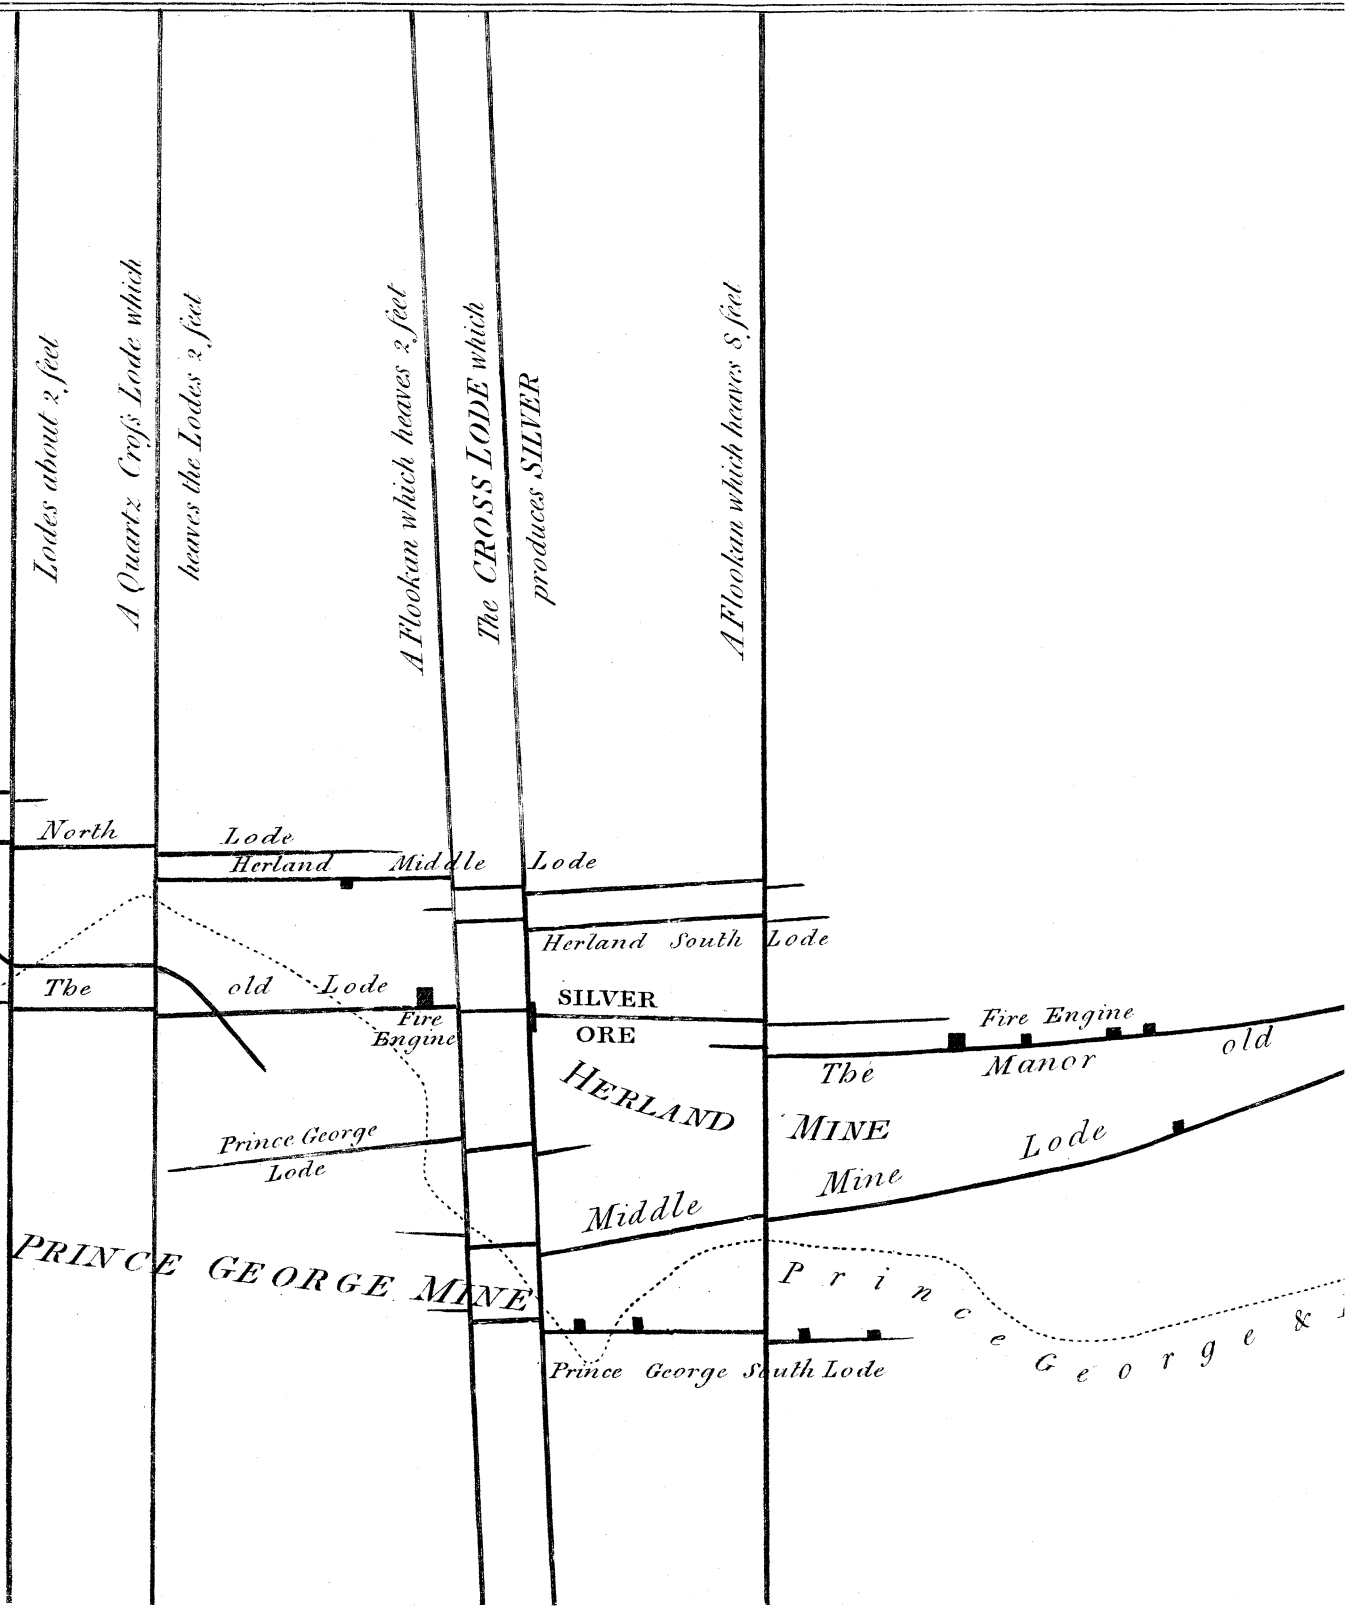 Lodes about 2 feet
A Quartz Croſs Lode which
heaves the Lodes 2 feet
A Flookan which heaves 2 feet
The CROSS LODE which
produces SILVER
A Flookan which heaves 8 feet
North Lode
Herland Middle Lode
Herland South Lode
The old Lode
Fire
Engine
SILVER
ORE
Fire Engine
The Manor old
HERLAND MINE
Prince George
Lode
Middle Mine Lode
PRINCE GEORGE MINE
Prince George &
Prince George South Lode